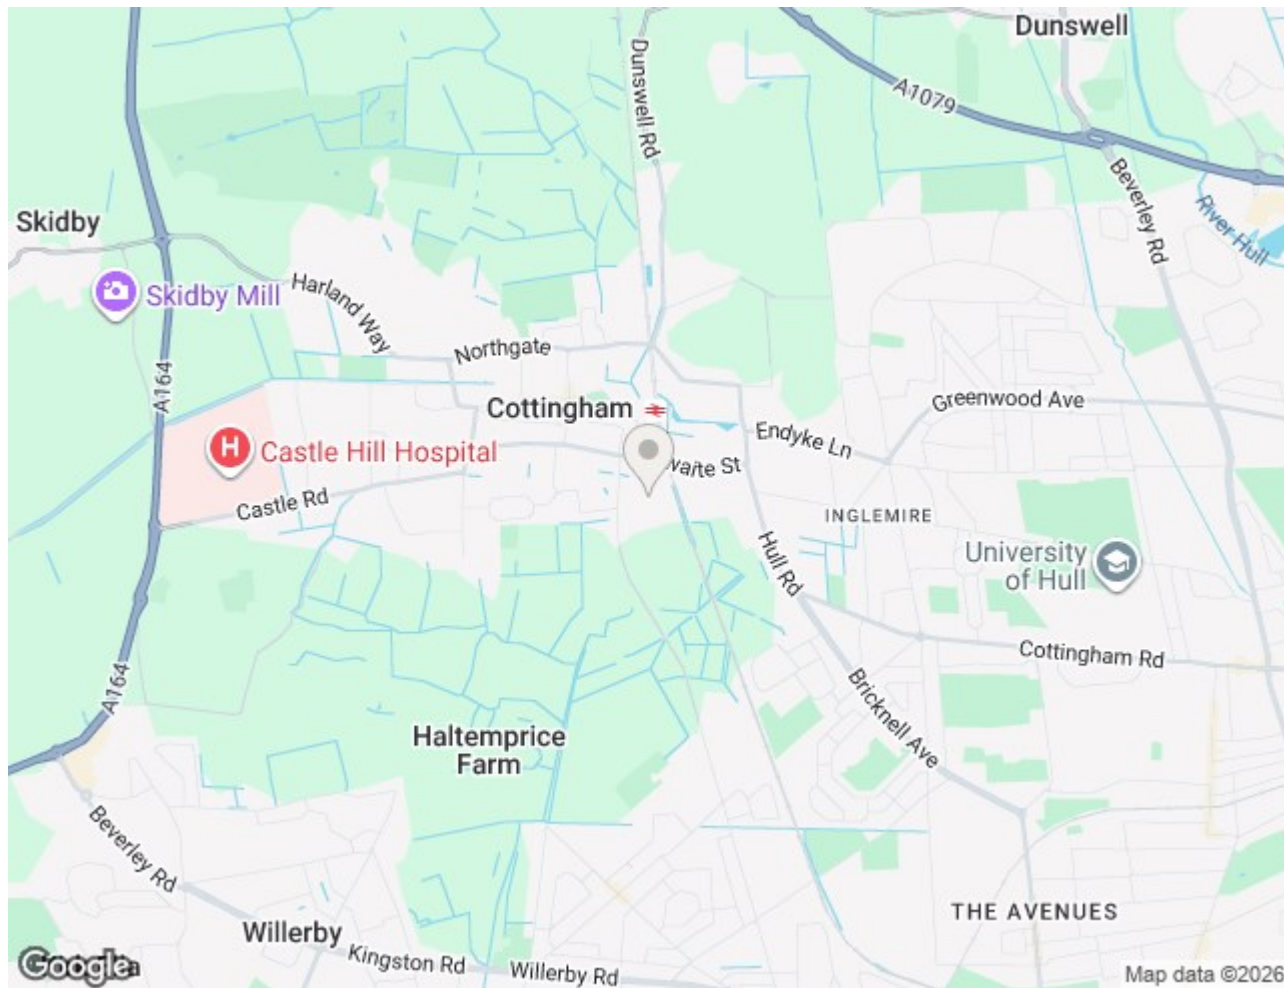 Dunswell
A1079
Dunswell Rd
Beverley Rd
River Hull
Skidby
Skidby Mill
Harland Way
Northgate
A164
Cottingham
Greenwood Ave
Endyke Ln
H
Castle Hill Hospital
Castle Rd
waite St
INGLEMIRE
University
of Hull
Hull Rd
Cottingham Rd
A164
Bricknell Ave
Haltemprice
Farm
Beverley Rd
THE AVENUES
Willerby
Kingston Rd
Willerby Rd
Google
Map data ©2026